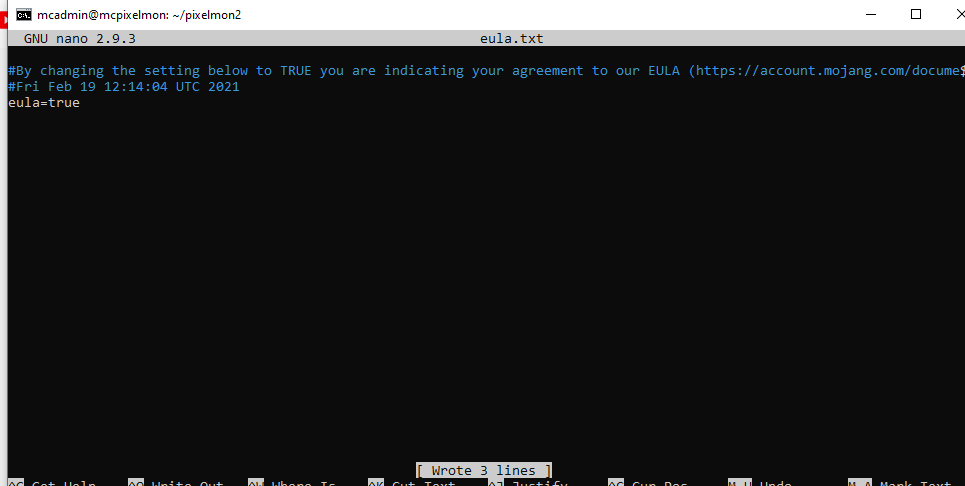 mcadmin@mcpixelmon: ~/pixelmon2
GNU nano 2.9.3 eula.txt
#By changing the setting below to TRUE you are indicating your agreement to our EULA (https://account.mojang.com/docume$
#Fri Feb 19 12:14:04 UTC 2021
eula=true
[ Wrote 3 lines ]
^G Get Help ^O Write Out ^W Where Is ^K Cut Text ^J Justify ^C Cur Pos M-U Undo M-A Mark Text